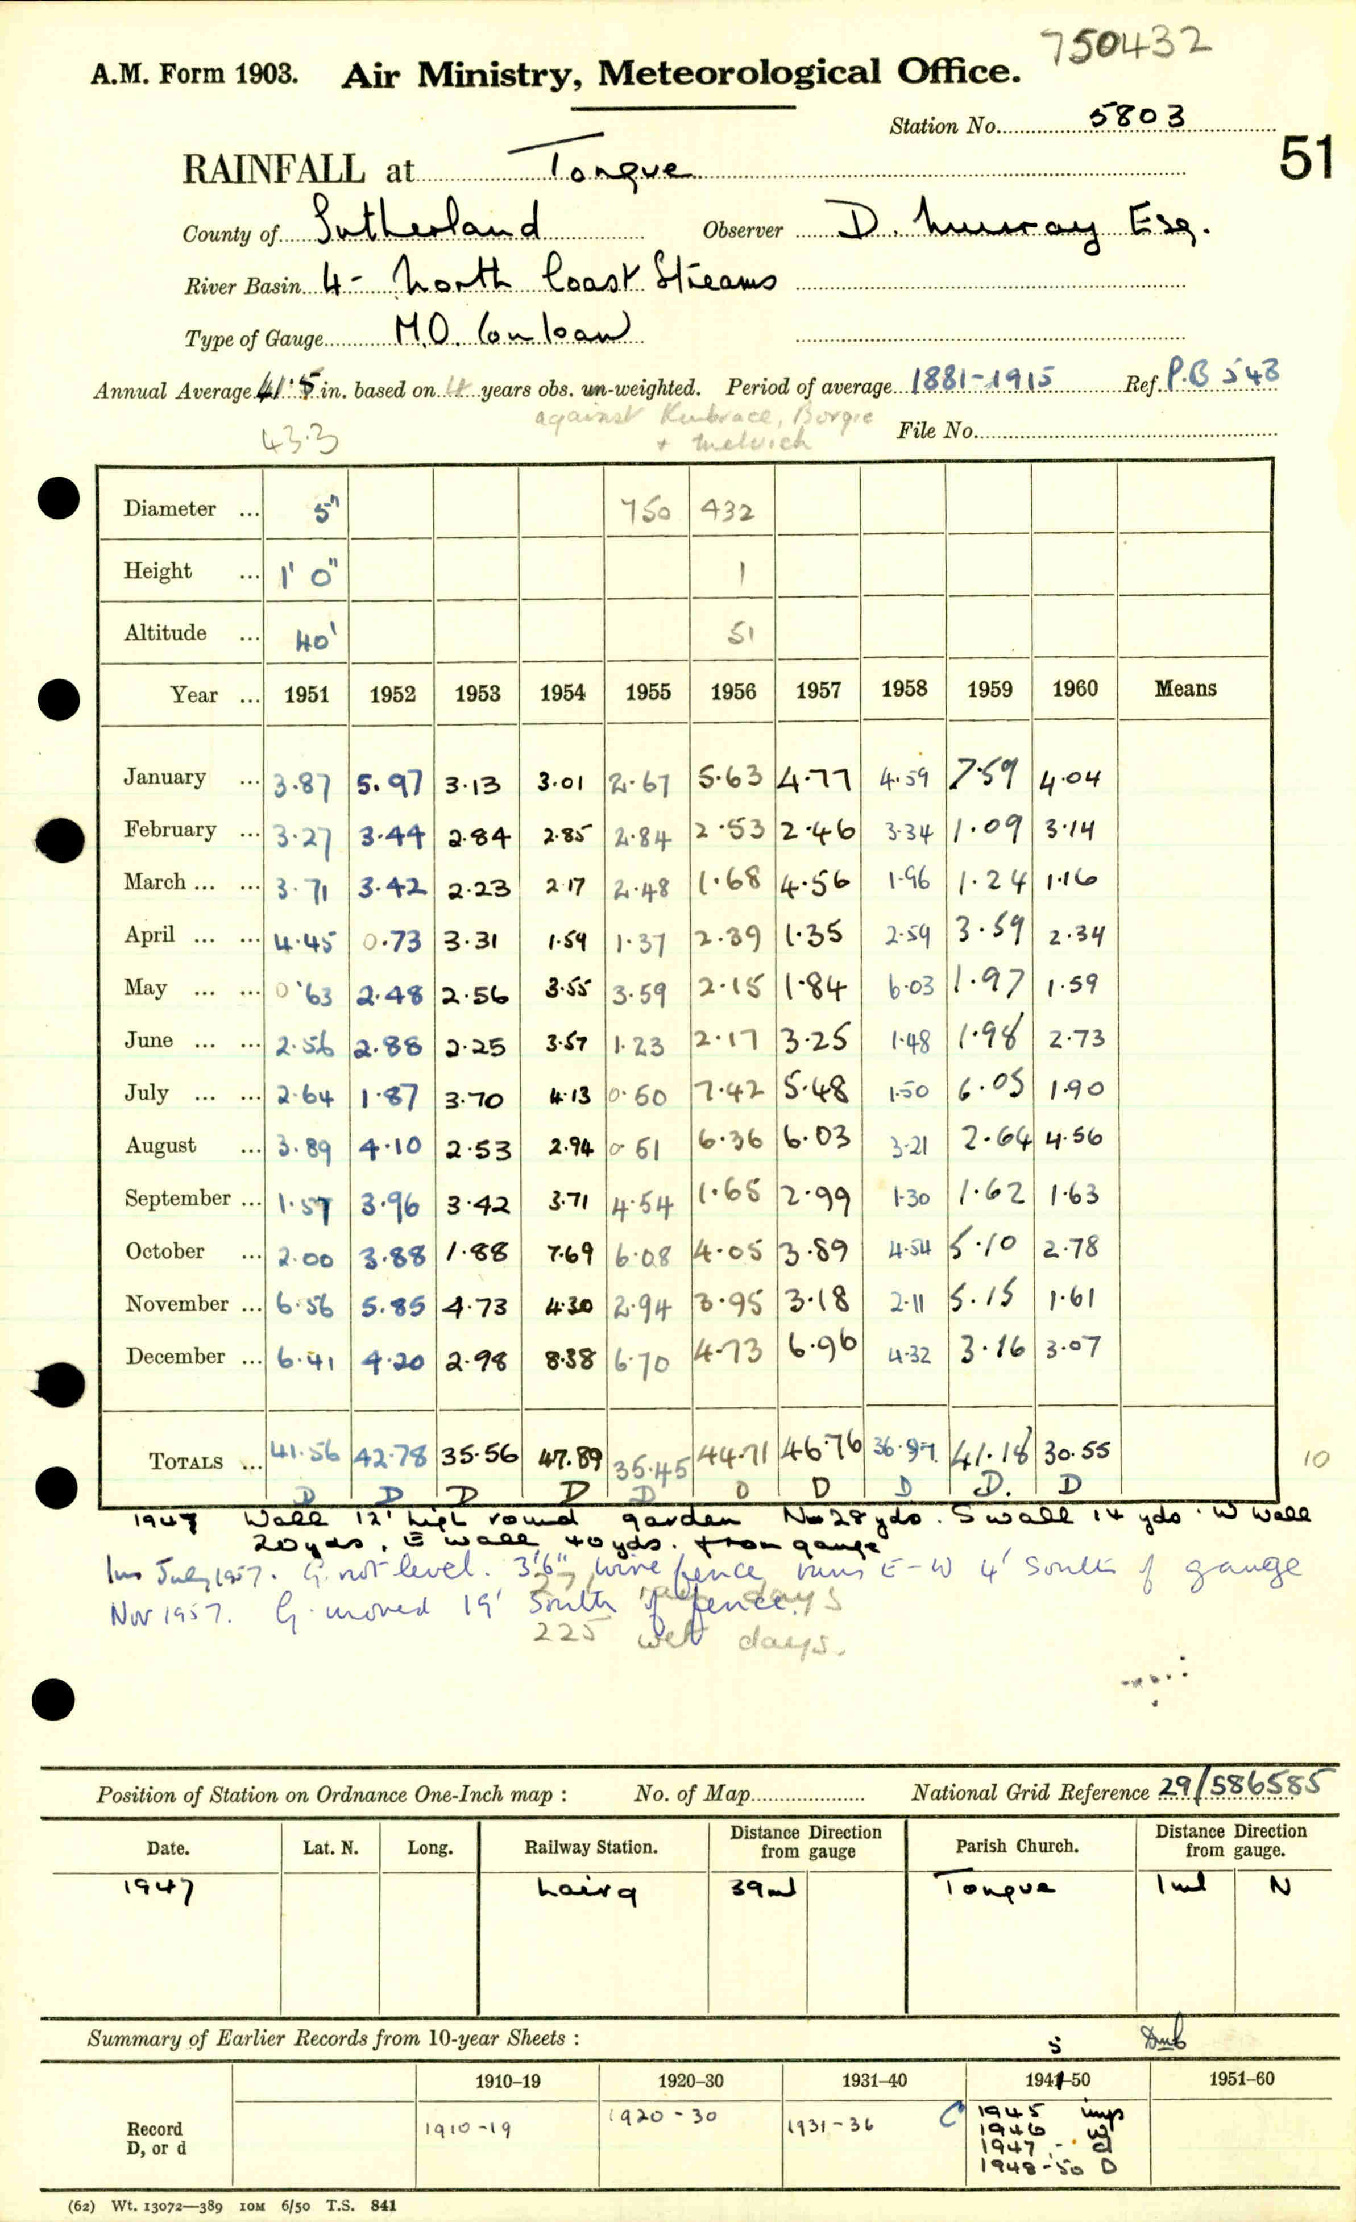 750432
A.M. Form 1903. Air Ministry, Meteorological Office.
Station No. 5803
51
RAINFALL at Tongue
County of Sutherland Observer D. Murray Esq.
River Basin 4 - North Coast Streams
Type of Gauge M.O. Conloan
Annual Average 41.5 in. based on 4 years obs. un-weighted. Period of average 1881-1915 Ref. P.B 543
43.3 against Kinbrace, Borgie
+ Melvich File No.
Diameter ... 5" 750 432
Height ... 1' 0" 1
Altitude ... 40' 51
Year ... 1951 1952 1953 1954 1955 1956 1957 1958 1959 1960 Means
January ... 3.87 5.97 3.13 3.01 2.67 5.63 4.77 4.59 7.59 4.04
February ... 3.27 3.44 2.84 2.85 2.84 2.53 2.46 3.34 1.09 3.14
March ... ... 3.71 3.42 2.23 2.17 2.48 1.68 4.56 1.96 1.24 1.16
April ... ... 4.45 0.73 3.31 1.59 1.37 2.39 1.35 2.59 3.59 2.34
May ... ... 0.63 2.48 2.56 3.55 3.59 2.15 1.84 6.03 1.97 1.59
June ... ... 2.56 2.88 2.25 3.57 1.23 2.17 3.25 1.48 1.98 2.73
July ... ... 2.64 1.87 3.70 4.13 0.60 7.42 5.48 1.50 6.05 1.90
August ... 3.89 4.10 2.53 2.94 0.61 6.36 6.03 3.21 2.64 4.56
September ... 1.57 3.96 3.42 3.71 4.54 1.65 2.99 1.30 1.62 1.63
October ... 2.00 3.88 1.88 7.69 6.08 4.05 3.89 4.54 5.10 2.78
November ... 6.56 5.85 4.73 4.30 2.94 3.95 3.18 2.11 5.15 1.61
December ... 6.41 4.20 2.98 8.38 6.70 4.73 6.96 4.32 3.16 3.07
TOTALS ... 41.56 42.78 35.56 47.89 35.45 44.71 46.76 36.97 41.18 30.55 10
D D D D D D D D D. D
1947 Wall 12' high round garden N 28 yds. S wall 14 yds. W wall
20 yds, E wall 40 yds. from gauge
Ins July 1957. G. not level. 3'6" wire fence runs E-W 4' South of gauge
days
Nov 1957. G. moved 19' South of fence.
225 wet days.
Position of Station on Ordnance One-Inch map : No. of Map National Grid Reference 29/586585
Date. Lat. N. Long. Railway Station. Distance Direction from gauge Parish Church. Distance Direction from gauge.
1947 Lairg 39 ml Tongue 1 ml N
Summary of Earlier Records from 10-year Sheets :
5
1910-19 1920-30 1931-40 1941-50 1951-60
Record D, or d 1910-19 1920-30 1931-36 C 1945 imp
1946 d
1947 - d
1948-50 D
(62) Wt. 13072—389 10M 6/50 T.S. 841